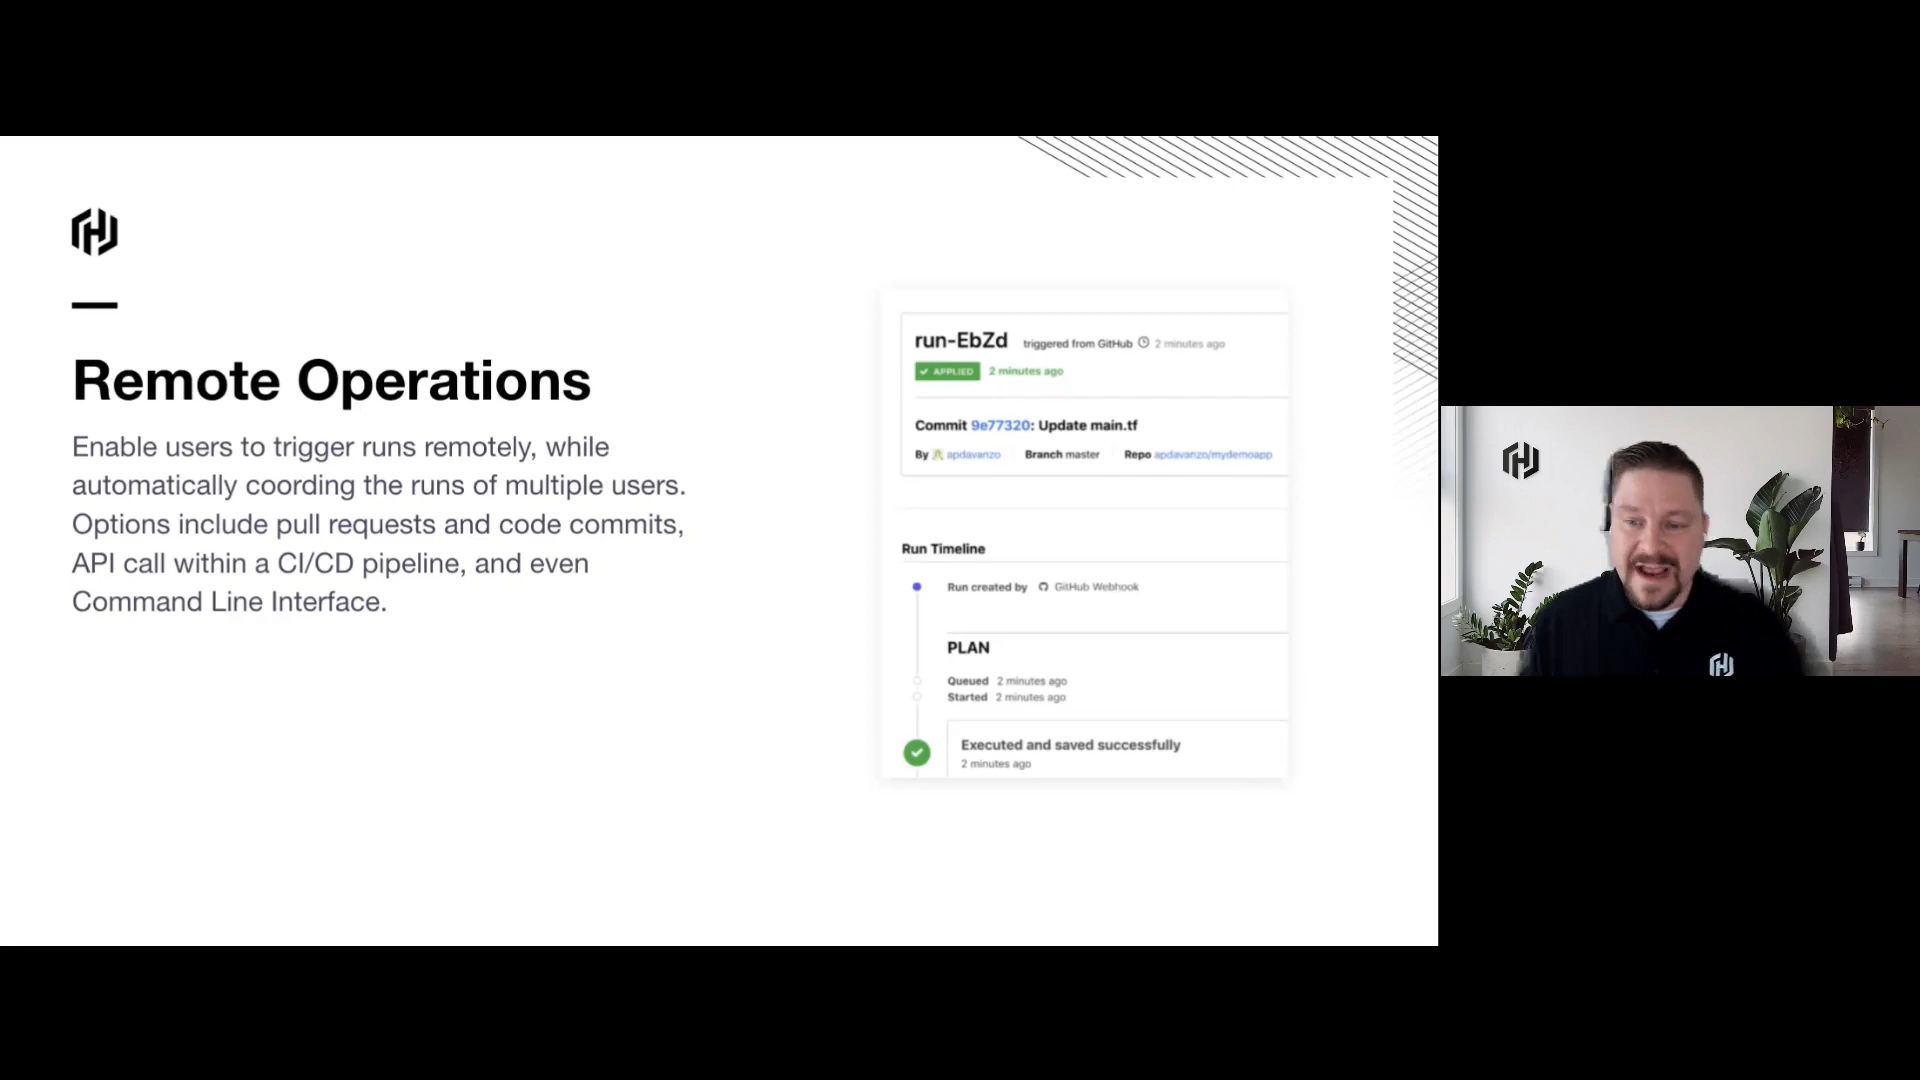 Remote Operations
Enable users to trigger runs remotely, while
automatically coording the runs of multiple users.
Options include pull requests and code commits,
API call within a CI/CD pipeline, and even
Command Line Interface.
run-EbZd triggered from GitHub 2 minutes ago
APPLIED 2 minutes ago
Commit 9e77320: Update main.tf
By apdavanzo Branch master Repo apdavanzo/mydemoapp
Run Timeline
Run created by GitHub Webhook
PLAN
Queued 2 minutes ago
Started 2 minutes ago
Executed and saved successfully
2 minutes ago